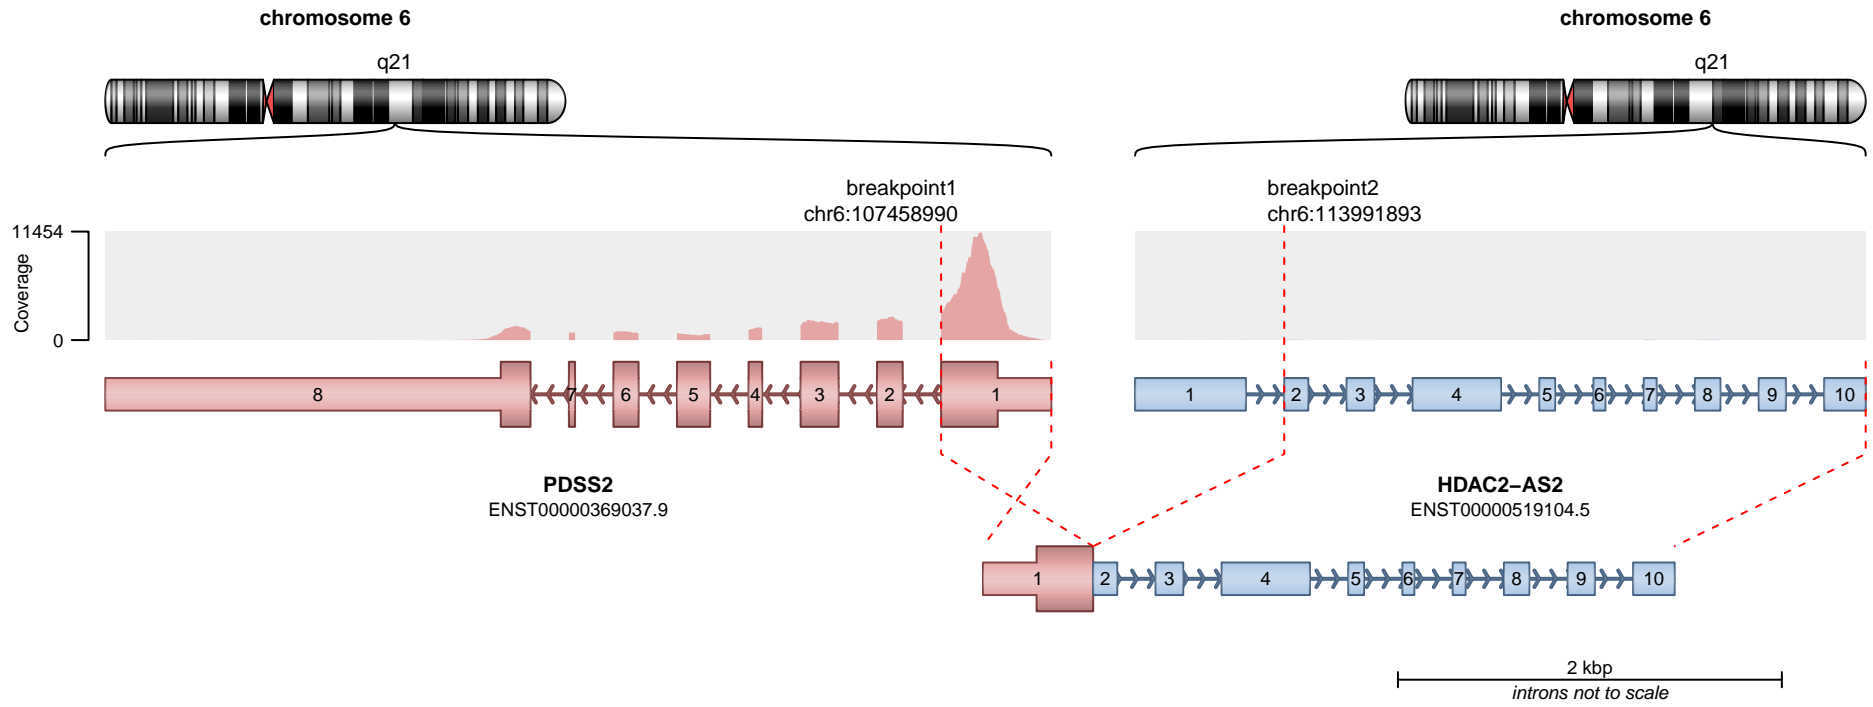 chromosome 6
chromosome 6
q21
q21
breakpoint1
chr6:107458990
breakpoint2
chr6:113991893
11454
Coverage
0
8
7
6
5
4
3
2
1
1
2
3
4
5
6
7
8
9
10
PDSS2
ENST00000369037.9
HDAC2−AS2
ENST00000519104.5
1
2
3
4
5
6
7
8
9
10
2 kbp
introns not to scale